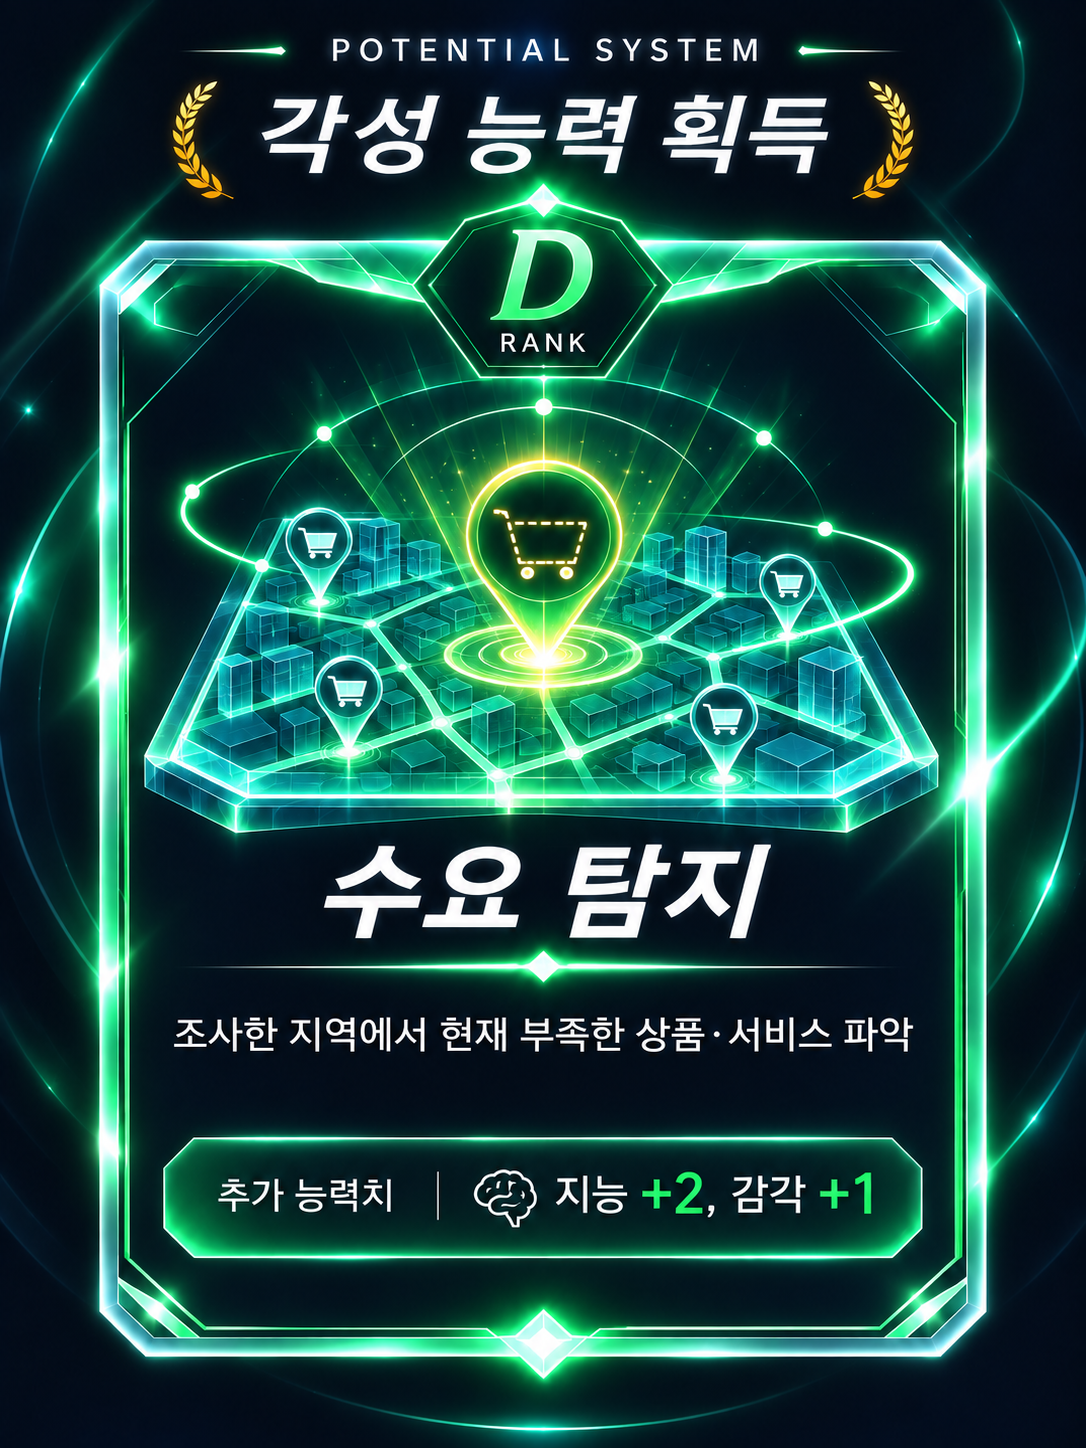 POTENTIAL SYSTEM
각성 능력 획득
D
RANK
수요 탐지
조사한 지역에서 현재 부족한 상품·서비스 파악
추가 능력치 지능 +2, 감각 +1